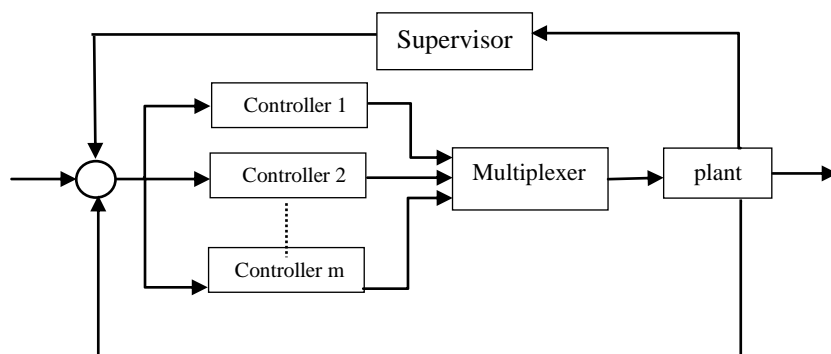 Supervisor
Controller 1
Controller 2
Multiplexer
plant
Controller m